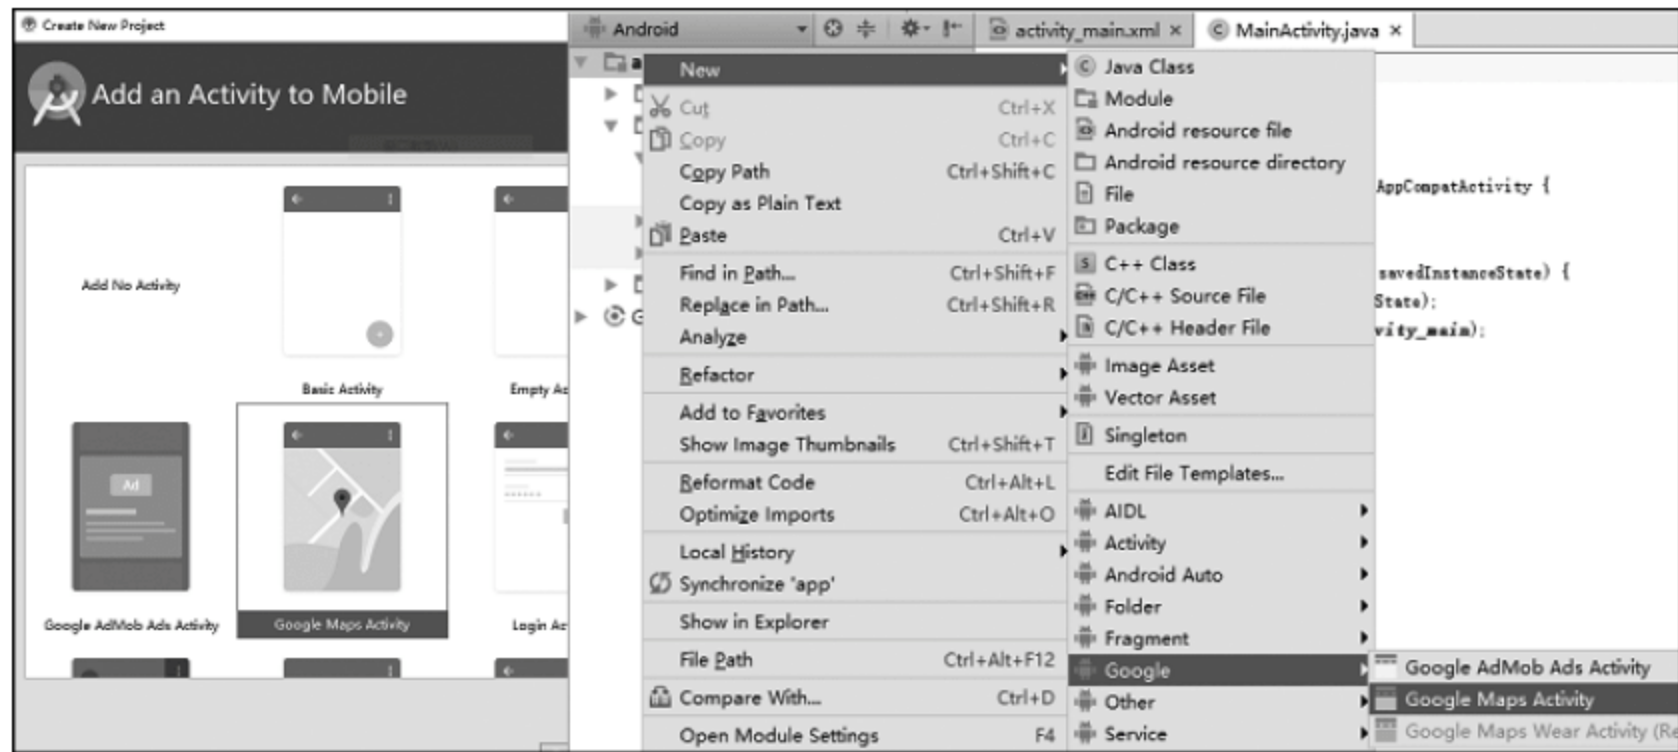 Create New Project
Add an Activity to Mobile
Add No Activity
Basic Activity
Empty Ac
Ad
Google AdMob Ads Activity
Google Maps Activity
Login Ac
Android
activity_main.xml ×
MainActivity.java ×
New
Cut Ctrl+X
Copy Ctrl+C
Copy Path Ctrl+Shift+C
Copy as Plain Text
Paste Ctrl+V
Find in Path... Ctrl+Shift+F
Replace in Path... Ctrl+Shift+R
Analyze
Refactor
Add to Favorites
Show Image Thumbnails Ctrl+Shift+T
Reformat Code Ctrl+Alt+L
Optimize Imports Ctrl+Alt+O
Local History
Synchronize 'app'
Show in Explorer
File Path Ctrl+Alt+F12
Compare With... Ctrl+D
Open Module Settings F4
Java Class
Module
Android resource file
Android resource directory
File
Package
C++ Class
C/C++ Source File
C/C++ Header File
Image Asset
Vector Asset
Singleton
Edit File Templates...
AIDL
Activity
Android Auto
Folder
Fragment
Google
Other
Service
Google AdMob Ads Activity
Google Maps Activity
Google Maps Wear Activity (Re
AppCompatActivity {
savedInstanceState) {
State);
vity_main);